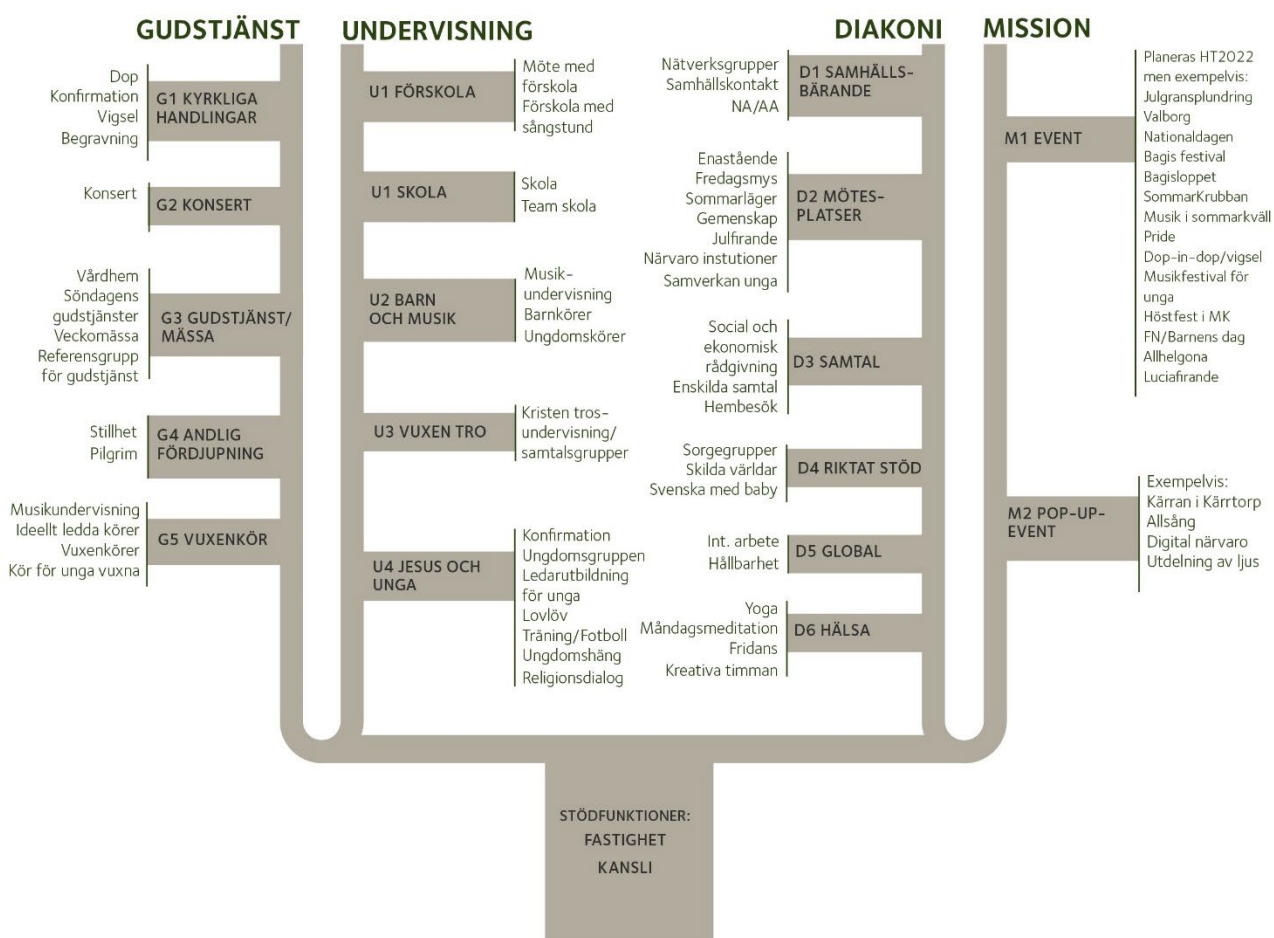 GUDSTJÄNST
Dop
Konfirmation
Vigsel
Begravning
G1 KYRKLIGA
HANDLINGAR
Konsert
G2 KONSERT
Vårdhem
Söndagens
gudstjänster
Veckomässa
Referensgrupp
för gudstjänst
G3 GUDSTJÄNST/
MÄSSA
Stillhet
Pilgrim
G4 ANDLIG
FÖRDJUPNING
Musikundervisning
Ideellt ledda körer
Vuxenkörer
Kör för unga vuxna
G5 VUXENKÖR
UNDERVISNING
U1 FÖRSKOLA
Möte med
förskola
Förskola med
sångstund
U1 SKOLA
Skola
Team skola
U2 BARN
OCH MUSIK
Musik-
undervisning
Barnkörer
Ungdomskörer
U3 VUXEN TRO
Kristen tros-
undervisning/
samtalsgrupper
U4 JESUS OCH
UNGA
Konfirmation
Ungdomsgruppen
Ledarutbildning
för unga
Lovlöv
Träning/Fotboll
Ungdomshäng
Religionsdialog
DIAKONI
Nätverksgrupper
Samhällskontakt
NA/AA
D1 SAMHÄLLS-
BÄRANDE
Enastående
Fredagsmys
Sommarläger
Gemenskap
Julfirande
Närvaro instutioner
Samverkan unga
D2 MÖTES-
PLATSER
Social och
ekonomisk
rådgivning
Enskilda samtal
Hembesök
D3 SAMTAL
Sorgegrupper
Skilda världar
Svenska med baby
D4 RIKTAT STÖD
Int. arbete
Hållbarhet
D5 GLOBAL
Yoga
Måndagsmeditation
Fridans
Kreativa timman
D6 HÄLSA
MISSION
M1 EVENT
Planeras HT2022
men exempelvis:
Julgransplundring
Valborg
Nationaldagen
Bagis festival
Bagisloppet
SommarKrubban
Musik i sommarkväll
Pride
Dop-in-dop/vigsel
Musikfestival för
unga
Höstfest i MK
FN/Barnens dag
Allhelgona
Luciafirande
M2 POP-UP-
EVENT
Exempelvis:
Kärran i Kärrtorp
Allsång
Digital närvaro
Utdelning av ljus
STÖDFUNKTIONER:
FASTIGHET
KANSLI